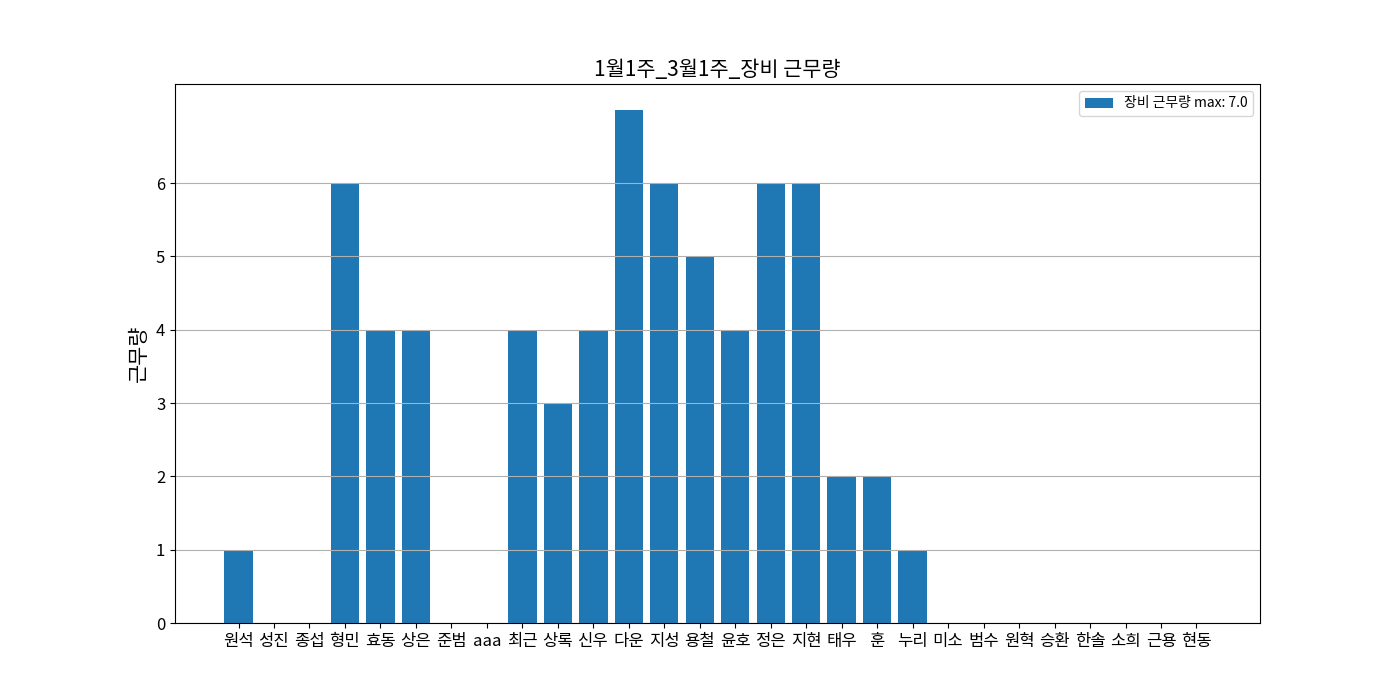 1월1주_3월1주_장비 근무량
장비 근무량 max: 7.0
근무량
6
5
4
3
2
1
0
원석 성진 종섭 형민 효동 상은 준범 aaa 최근 상록 신우 다운 지성 용철 윤호 정은 지현 태우 훈 누리 미소 범수 원혁 승환 한솔 소희 근용 현동